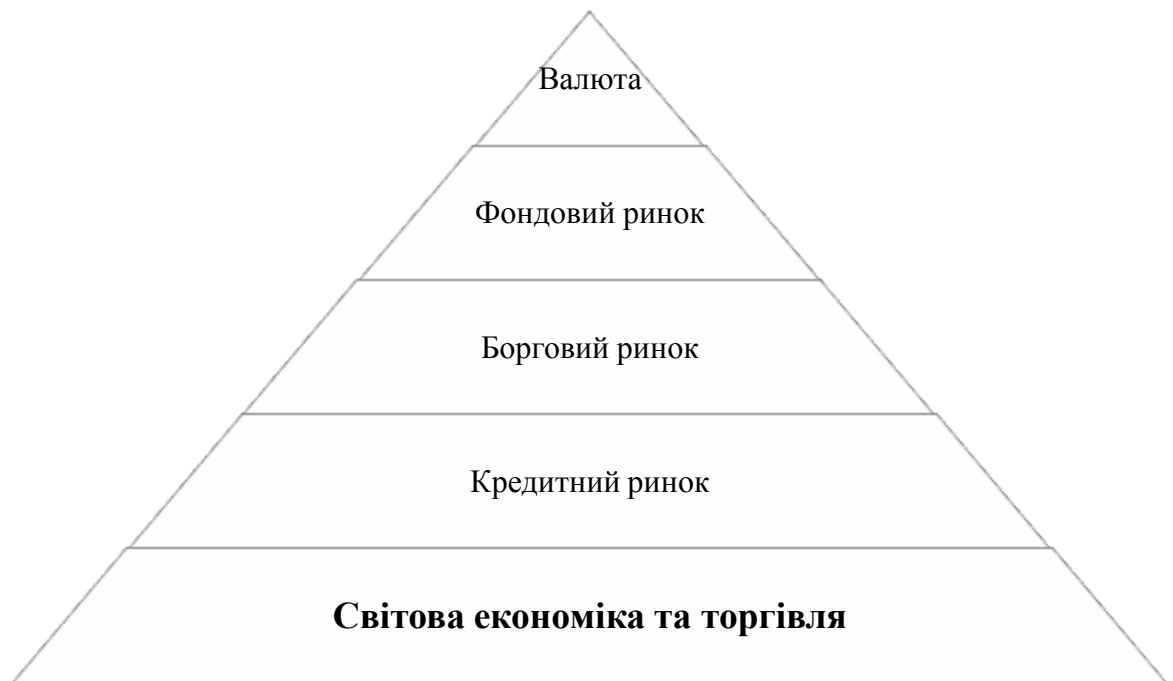 Валюта
Фондовий ринок
Борговий ринок
Кредитний ринок
Світова економіка та торгівля